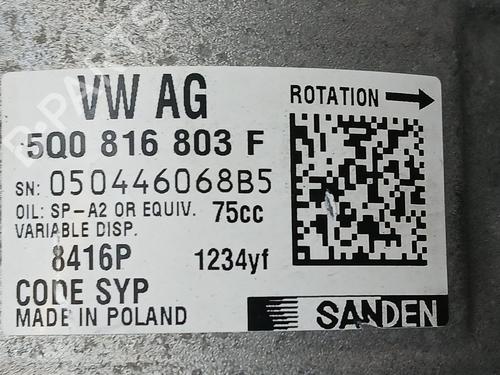 VW AG
ROTATION
5Q0 816 803 F
SN: 050446068B5
OIL: SP-A2 OR EQUIV. 75cc
VARIABLE DISP.
8416P 1234yf
CODE SYP
MADE IN POLAND
SANDEN
B-PARTS